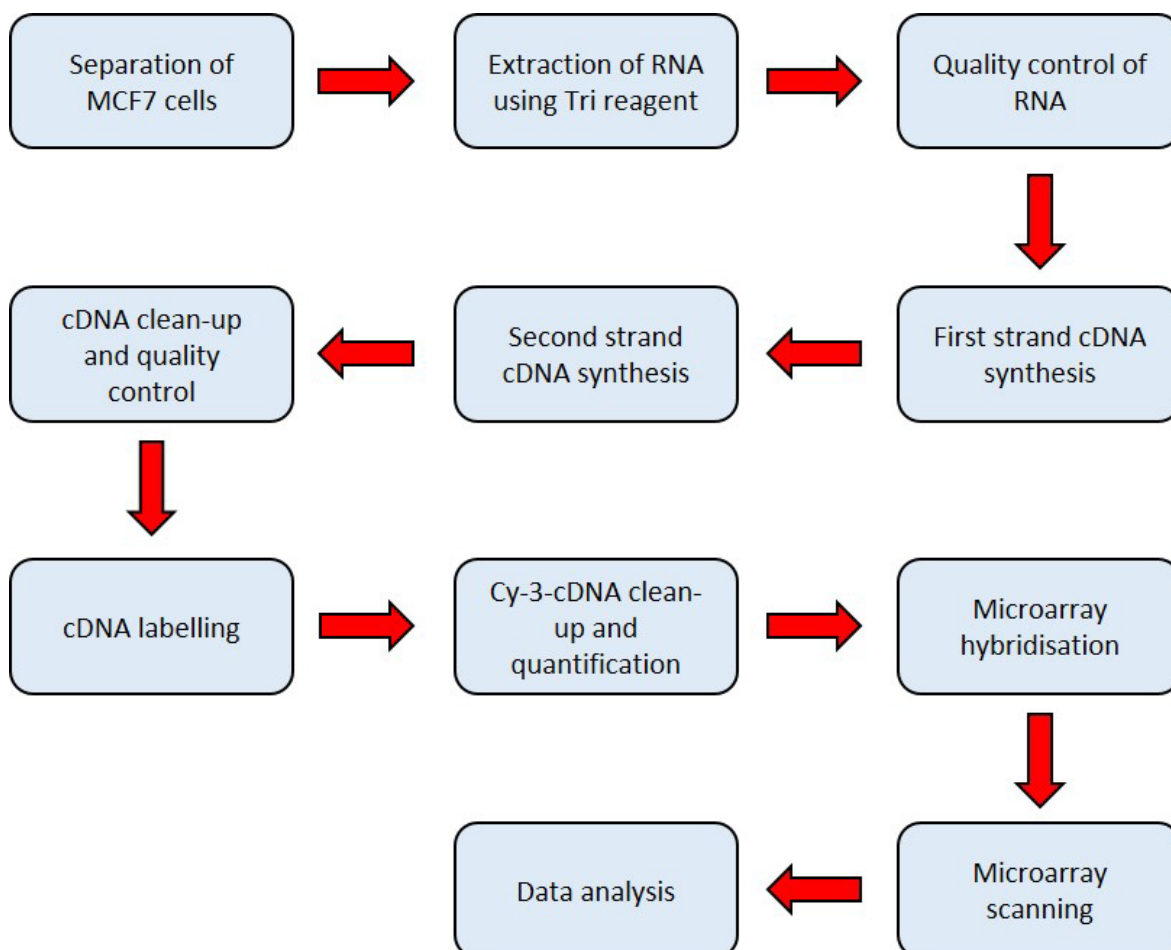 Separation of
MCF7 cells
Extraction of RNA
using Tri reagent
Quality control of
RNA
First strand cDNA
synthesis
Second strand
cDNA synthesis
cDNA clean-up
and quality
control
cDNA labelling
Cy-3-cDNA clean-
up and
quantification
Microarray
hybridisation
Microarray
scanning
Data analysis